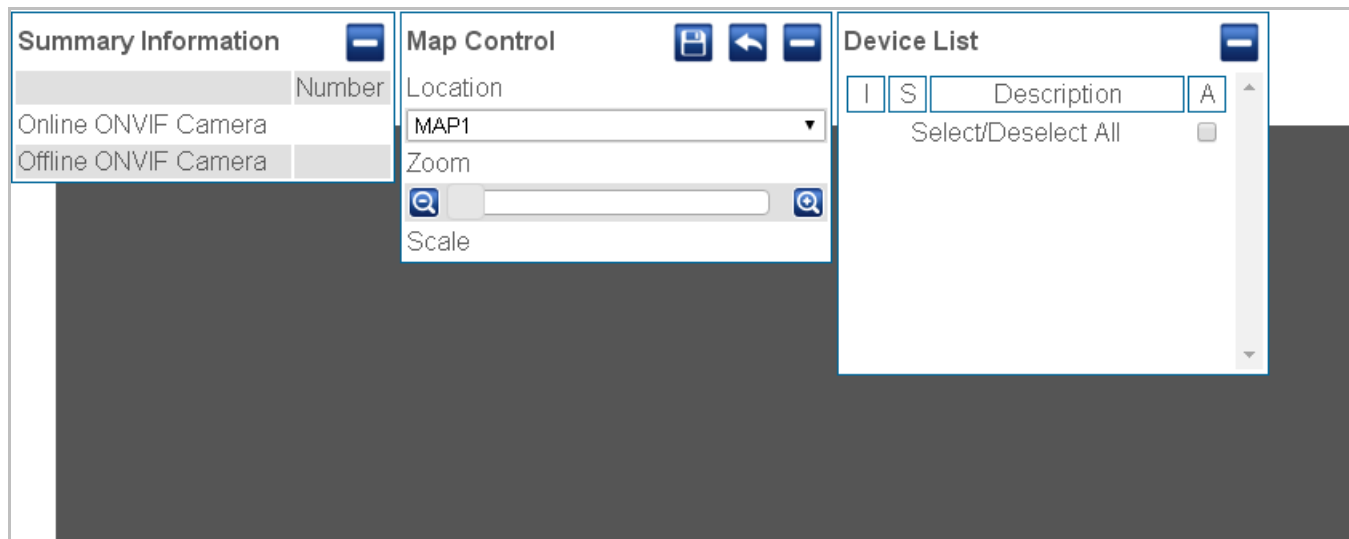 Summary Information
Number
Online ONVIF Camera
Offline ONVIF Camera
Map Control
Location
MAP1
Zoom
Scale
Device List
I S Description A
Select/Deselect All